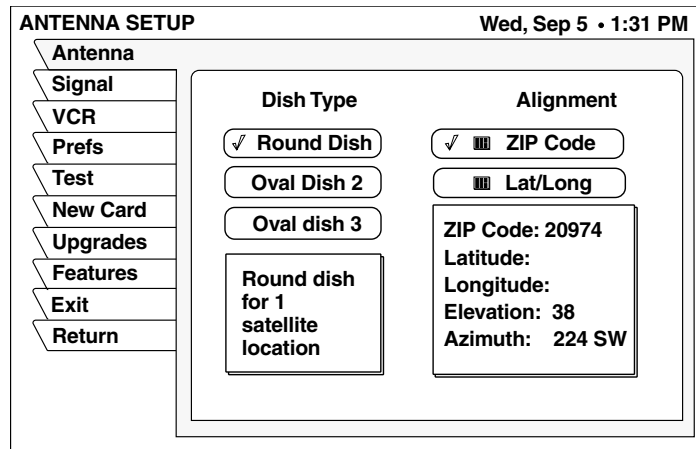 ANTENNA SETUP
Wed, Sep 5 • 1:31 PM
Antenna
Signal
VCR
Prefs
Test
New Card
Upgrades
Features
Exit
Return
Dish Type
√ Round Dish
Oval Dish 2
Oval dish 3
Round dish
for 1
satellite
location
Alignment
√ ZIP Code
Lat/Long
ZIP Code: 20974
Latitude:
Longitude:
Elevation: 38
Azimuth: 224 SW